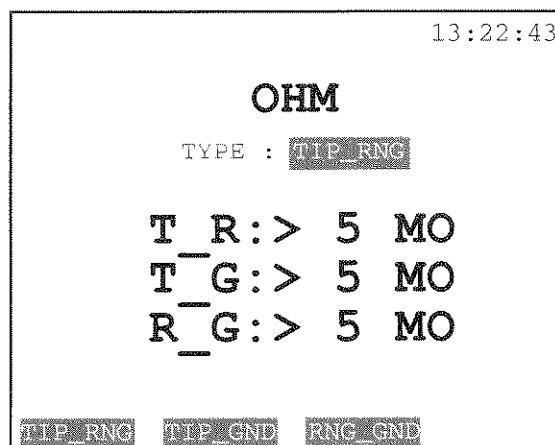 13:22:43
OHM
TYPE : TIP_RNG
T_R:> 5 MO
T_G:> 5 MO
R_G:> 5 MO
TIP_RNG TIP_GND RNG_GND